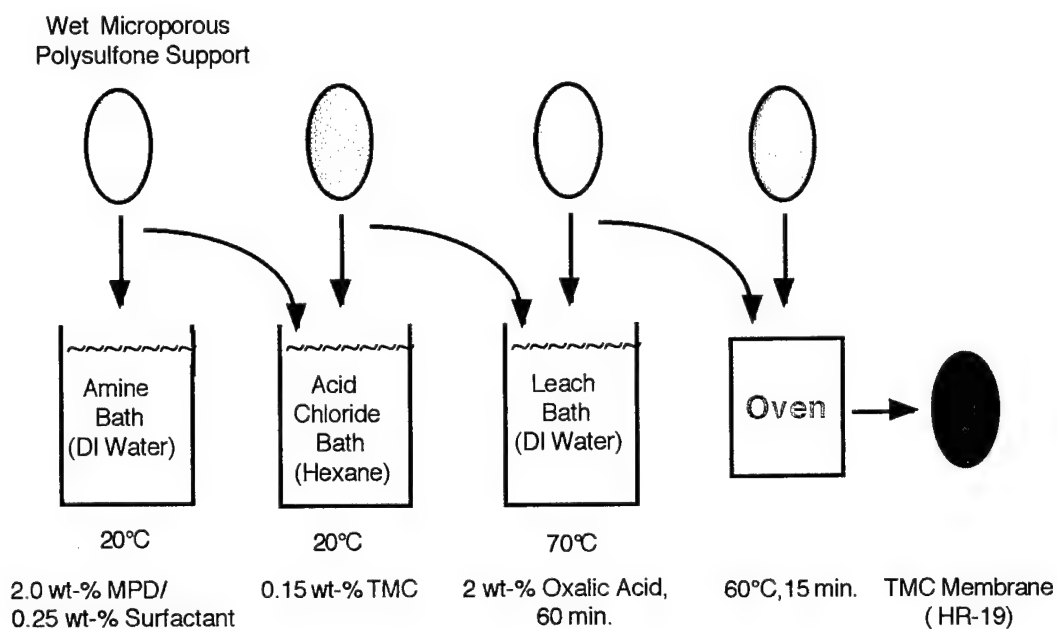 Wet Microporous
Polysulfone Support
Amine
Bath
(DI Water)
Acid
Chloride
Bath
(Hexane)
Leach
Bath
(DI Water)
Oven
20°C
20°C
70°C
2.0 wt-% MPD/
0.25 wt-% Surfactant
0.15 wt-% TMC
2 wt-% Oxalic Acid,
60 min.
60°C, 15 min.
TMC Membrane
(HR-19)